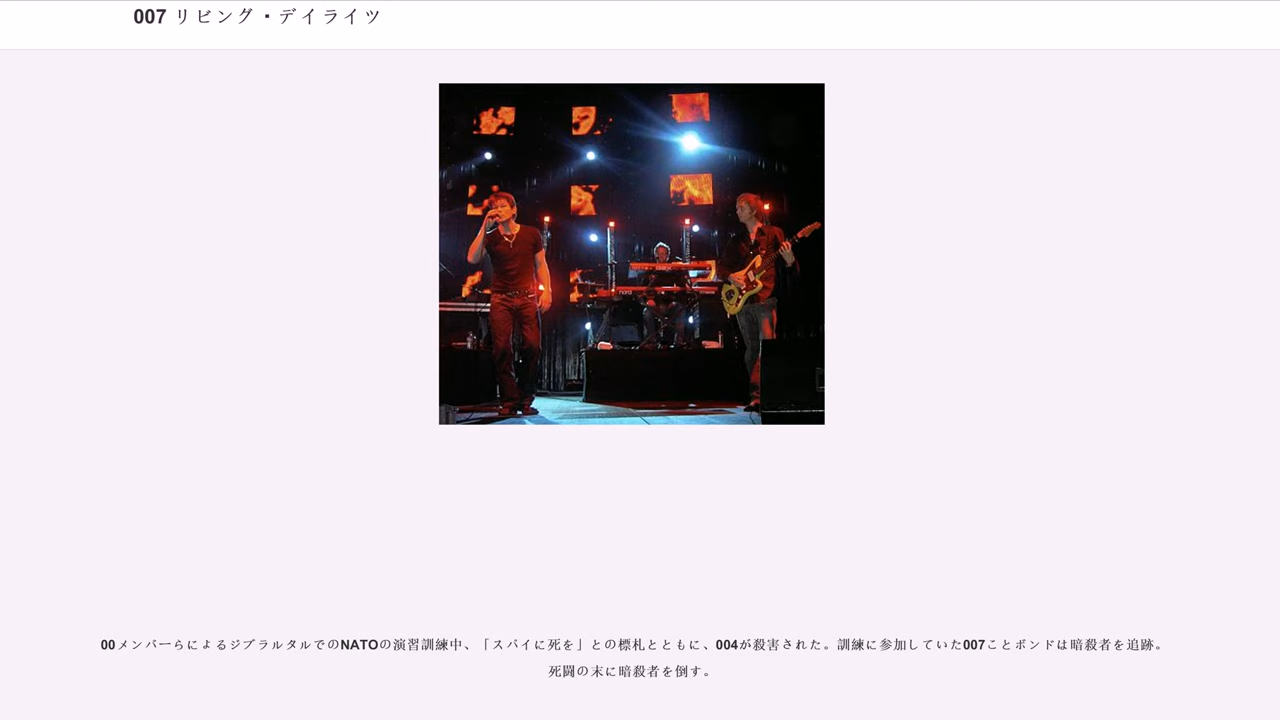 007 リビング・デイライツ
00メンバーらによるジブラルタルでのNATOの演習訓練中、「スパイに死を」との標札とともに、004が殺害された。訓練に参加していた007ことボンドは暗殺者を追跡。
死闘の末に暗殺者を倒す。